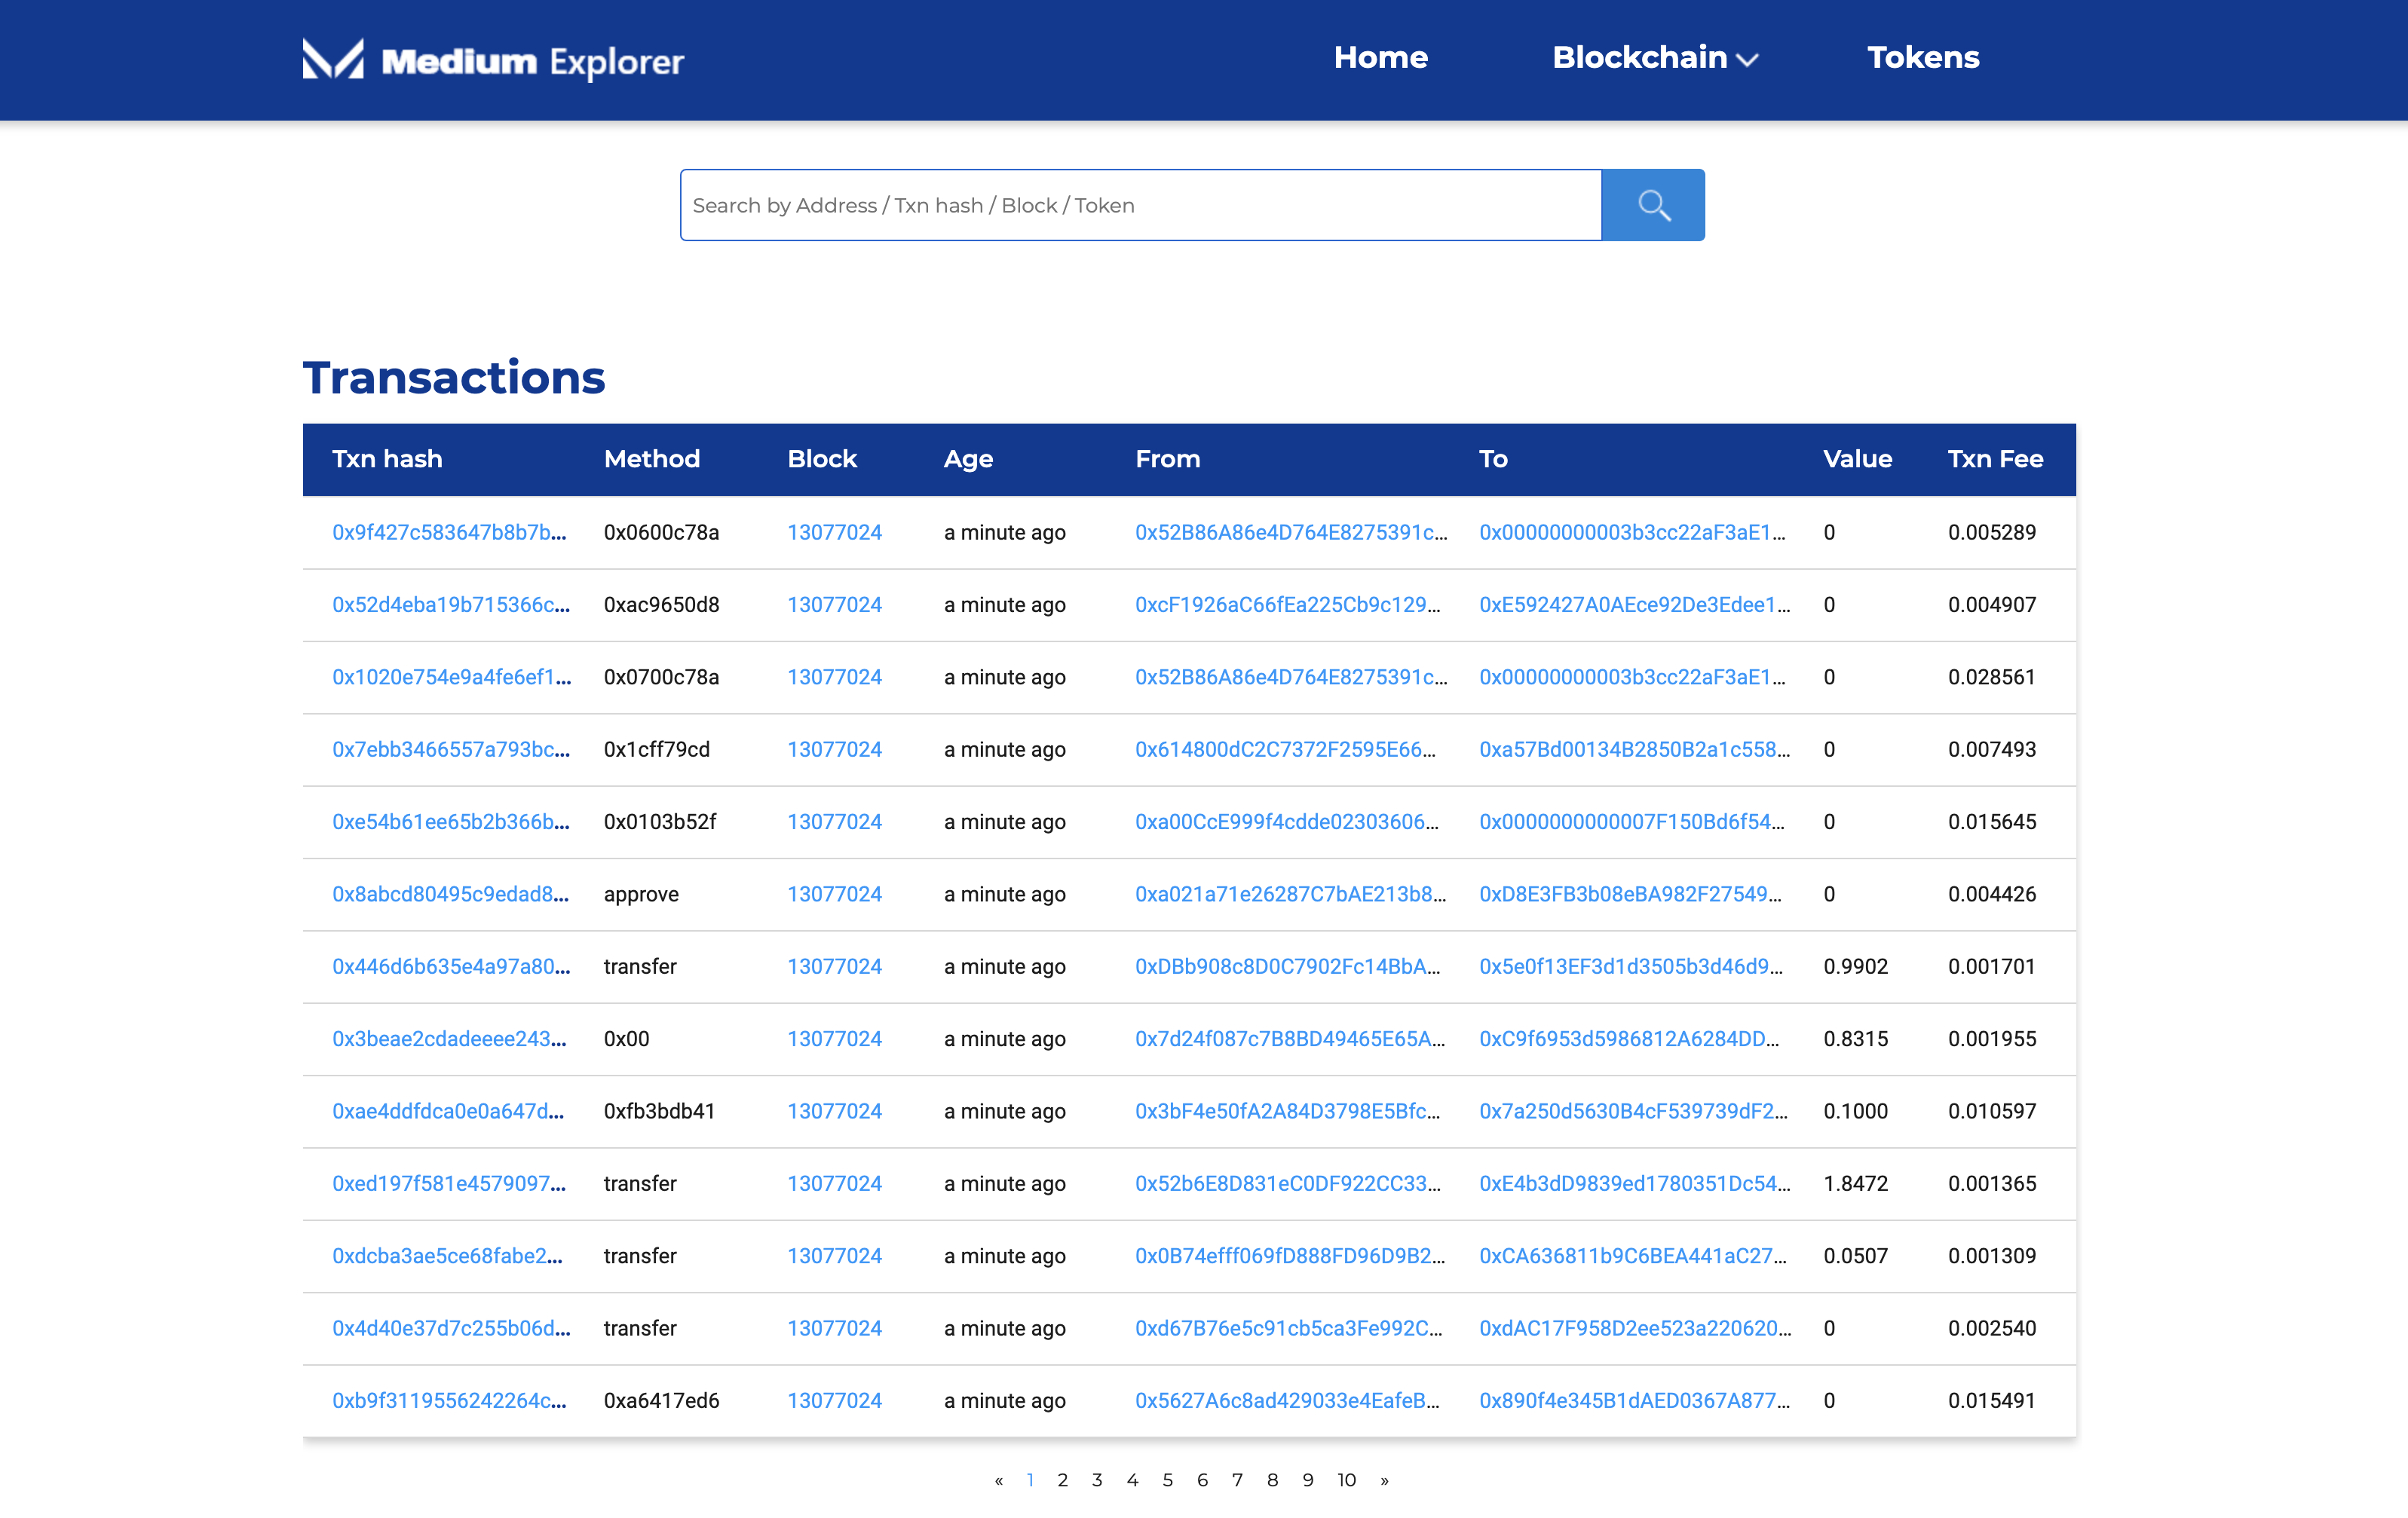 Medium Explorer Home Blockchain Tokens
Search by Address / Txn hash / Block / Token
Transactions
Txn hash Method Block Age From To Value Txn Fee
0x9f427c583647b8b7b... 0x0600c78a 13077024 a minute ago 0x52B86A86e4D764E8275391c... 0x00000000003b3cc22aF3aE1... 0 0.005289
0x52d4eba19b715366c... 0xac9650d8 13077024 a minute ago 0xcF1926aC66fEa225Cb9c129... 0xE592427A0AEce92De3Edee1... 0 0.004907
0x1020e754e9a4fe6ef1... 0x0700c78a 13077024 a minute ago 0x52B86A86e4D764E8275391c... 0x00000000003b3cc22aF3aE1... 0 0.028561
0x7ebb3466557a793bc... 0x1cff79cd 13077024 a minute ago 0x614800dC2C7372F2595E66... 0xa57Bd00134B2850B2a1c558... 0 0.007493
0xe54b61ee65b2b366b... 0x0103b52f 13077024 a minute ago 0xa00CcE999f4cdde02303606... 0x0000000000007F150Bd6f54... 0 0.015645
0x8abcd80495c9edad8... approve 13077024 a minute ago 0xa021a71e26287C7bAE213b8... 0xD8E3FB3b08eBA982F27549... 0 0.004426
0x446d6b635e4a97a80... transfer 13077024 a minute ago 0xDBb908c8D0C7902Fc14BbA... 0x5e0f13EF3d1d3505b3d46d9... 0.9902 0.001701
0x3beae2cdadeeee243... 0x00 13077024 a minute ago 0x7d24f087c7B8BD49465E65A... 0xC9f6953d5986812A6284DD... 0.8315 0.001955
0xae4ddfdca0e0a647d... 0xfb3bdb41 13077024 a minute ago 0x3bF4e50fA2A84D3798E5Bfc... 0x7a250d5630B4cF539739dF2... 0.1000 0.010597
0xed197f581e4579097... transfer 13077024 a minute ago 0x52b6E8D831eC0DF922CC33... 0xE4b3dD9839ed1780351Dc54... 1.8472 0.001365
0xdcba3ae5ce68fabe2... transfer 13077024 a minute ago 0x0B74efff069fD888FD96D9B2... 0xCA636811b9C6BEA441aC27... 0.0507 0.001309
0x4d40e37d7c255b06d... transfer 13077024 a minute ago 0xd67B76e5c91cb5ca3Fe992C... 0xdAC17F958D2ee523a220620... 0 0.002540
0xb9f3119556242264c... 0xa6417ed6 13077024 a minute ago 0x5627A6c8ad429033e4EafeB... 0x890f4e345B1dAED0367A877... 0 0.015491
« 1 2 3 4 5 6 7 8 9 10 »